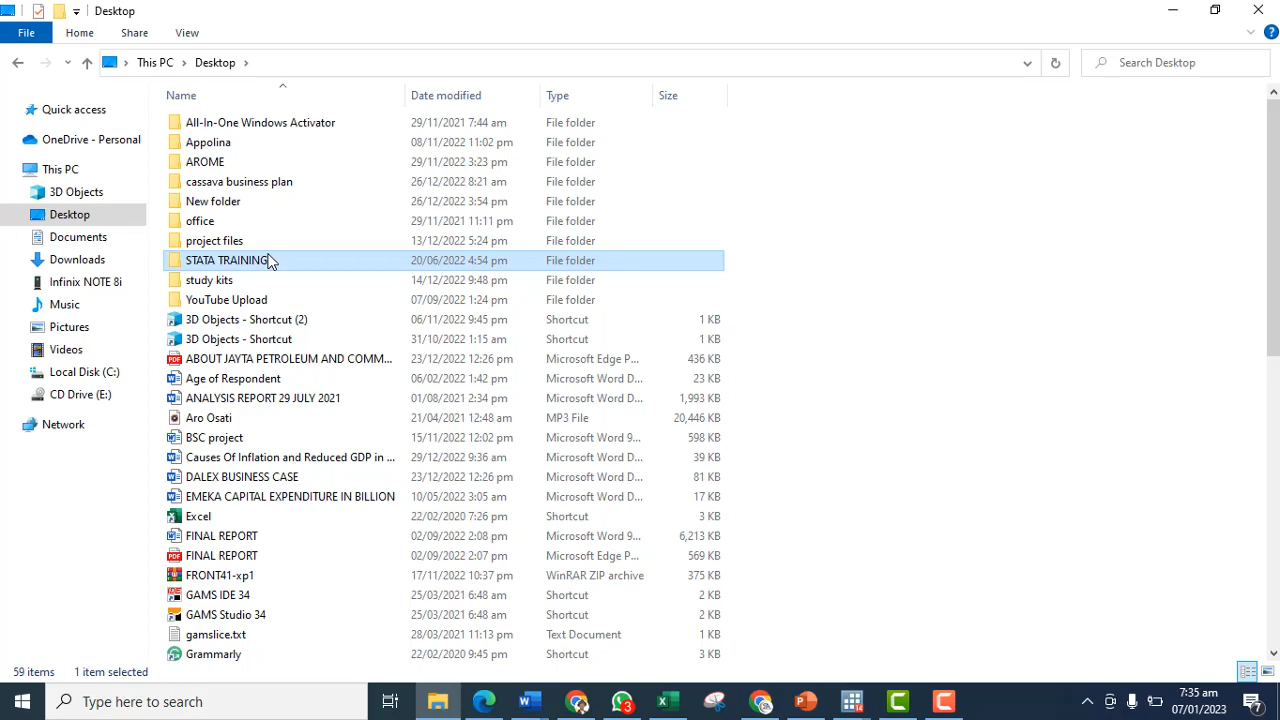 Desktop
File Home Share View
This PC Desktop Search Desktop
Name Date modified Type Size
Quick access
OneDrive - Personal
This PC
3D Objects
Desktop
Documents
Downloads
Infinix NOTE 8i
Music
Pictures
Videos
Local Disk (C:)
CD Drive (E:)
Network
All-In-One Windows Activator 29/11/2021 7:44 am File folder
Appolina 08/11/2022 11:02 pm File folder
AROME 29/11/2022 3:23 pm File folder
cassava business plan 26/12/2022 8:21 am File folder
New folder 26/12/2022 3:54 pm File folder
office 29/11/2021 11:11 pm File folder
project files 13/12/2022 5:24 pm File folder
STATA TRAINING 20/06/2022 4:54 pm File folder
study kits 14/12/2022 9:48 pm File folder
YouTube Upload 07/09/2022 1:24 pm File folder
3D Objects - Shortcut (2) 06/11/2022 9:45 pm Shortcut 1 KB
3D Objects - Shortcut 31/10/2022 1:15 am Shortcut 1 KB
ABOUT JAYTA PETROLEUM AND COMM... 23/12/2022 12:26 pm Microsoft Edge P... 436 KB
Age of Respondent 06/02/2022 1:42 pm Microsoft Word D... 23 KB
ANALYSIS REPORT 29 JULY 2021 01/08/2021 2:34 pm Microsoft Word D... 1,993 KB
Aro Osati 21/04/2021 12:48 am MP3 File 20,446 KB
BSC project 15/11/2022 12:02 pm Microsoft Word 9... 598 KB
Causes Of Inflation and Reduced GDP in ... 29/12/2022 9:36 am Microsoft Word D... 39 KB
DALEX BUSINESS CASE 23/12/2022 12:26 pm Microsoft Word D... 81 KB
EMEKA CAPITAL EXPENDITURE IN BILLION 10/05/2022 3:05 am Microsoft Word D... 17 KB
Excel 22/02/2020 7:26 pm Shortcut 3 KB
FINAL REPORT 02/09/2022 2:08 pm Microsoft Word 9... 6,213 KB
FINAL REPORT 02/09/2022 2:07 pm Microsoft Edge P... 569 KB
FRONT41-xp1 17/11/2022 10:37 pm WinRAR ZIP archive 375 KB
GAMS IDE 34 25/03/2021 6:48 am Shortcut 2 KB
GAMS Studio 34 25/03/2021 6:48 am Shortcut 2 KB
gamslice.txt 28/03/2021 11:13 pm Text Document 1 KB
Grammarly 22/02/2020 9:45 pm Shortcut 3 KB
59 items 1 item selected
Type here to search
3
7:35 am
07/01/2023
7